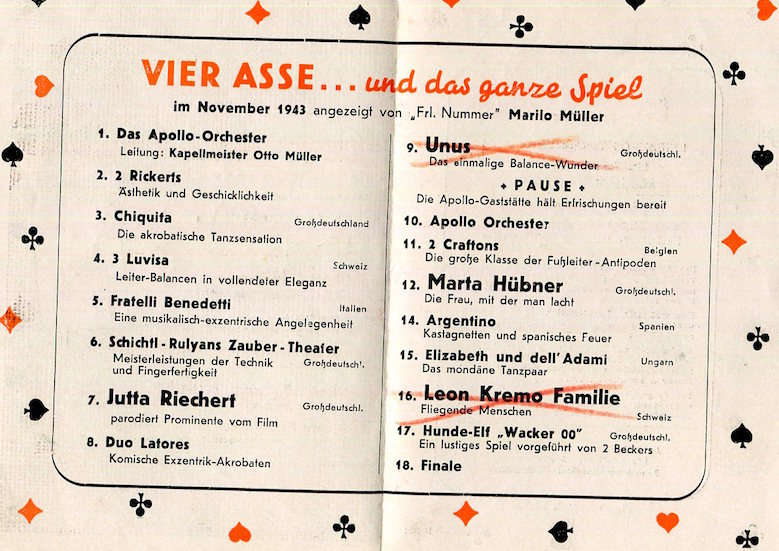 VIER ASSE... und das ganze Spiel
im November 1943 angezeigt von „Frl. Nummer" Marilo Müller
1. Das Apollo-Orchester
Leitung: Kapellmeister Otto Müller
2. 2 Rickerts
Ästhetik und Geschicklichkeit
3. Chiquita Großdeutschland
Die akrobatische Tanzsensation
4. 3 Luvisa Schweiz
Leiter-Balancen in vollendeter Eleganz
5. Fratelli Benedetti Italien
Eine musikalisch-exzentrische Angelegenheit
6. Schichtl-Rulyans Zauber-Theater
Meisterleistungen der Technik Großdeutschl.
und Fingerfertigkeit
7. Jutta Riechert Großdeutschl.
parodiert Prominente vom Film
8. Duo Latores
Komische Exzentrik-Akrobaten
9. Unus Großdeutschl.
Das einmalige Balance-Wunder
+ PAUSE +
Die Apollo-Gaststätte hält Erfrischungen bereit
10. Apollo Orchester
11. 2 Craftons Belgien
Die große Klasse der Fußleiter-Antipoden
12. Marta Hübner Großdeutschl.
Die Frau, mit der man lacht
14. Argentino Spanien
Kastagnetten und spanisches Feuer
15. Elizabeth und dell'Adami Ungarn
Das mondäne Tanzpaar
16. Leon Kremo Familie
Fliegende Menschen Schweiz
17. Hunde-Elf „Wacker 00" Großdeutschl.
Ein lustiges Spiel vorgeführt von 2 Beckers
18. Finale